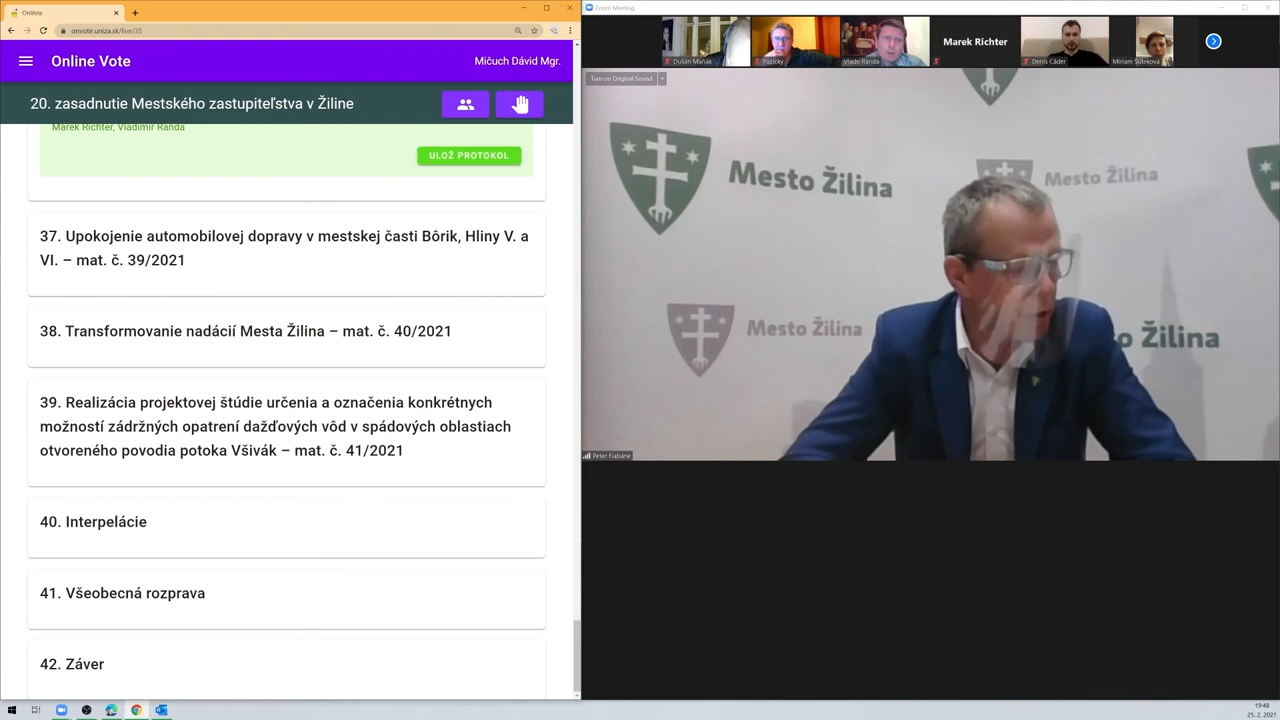 OnVote
onvote.uniza.sk/live/35
Online Vote
Mičuch Dávid Mgr.
20. zasadnutie Mestského zastupiteľstva v Žiline
Marek Richter, Vladimír Randa
ULOŽ PROTOKOL
37. Upokojenie automobilovej dopravy v mestskej časti Bôrik, Hliny V. a
VI. – mat. č. 39/2021
38. Transformovanie nadácií Mesta Žilina – mat. č. 40/2021
39. Realizácia projektovej štúdie určenia a označenia konkrétnych
možností zádržných opatrení dažďových vôd v spádových oblastiach
otvoreného povodia potoka Všivák – mat. č. 41/2021
40. Interpelácie
41. Všeobecná rozprava
42. Záver
Zoom Meeting
Dušan Maňák
Pazický
Vlado Randa
Marek Richter
Denis Cáder
Miriam Šuteková
Turn on Original Sound
Mesto Žilina
Mesto Žilina
Mesto Žilina
o Žilina
Peter Fiabáne
19:48
25. 2. 2021